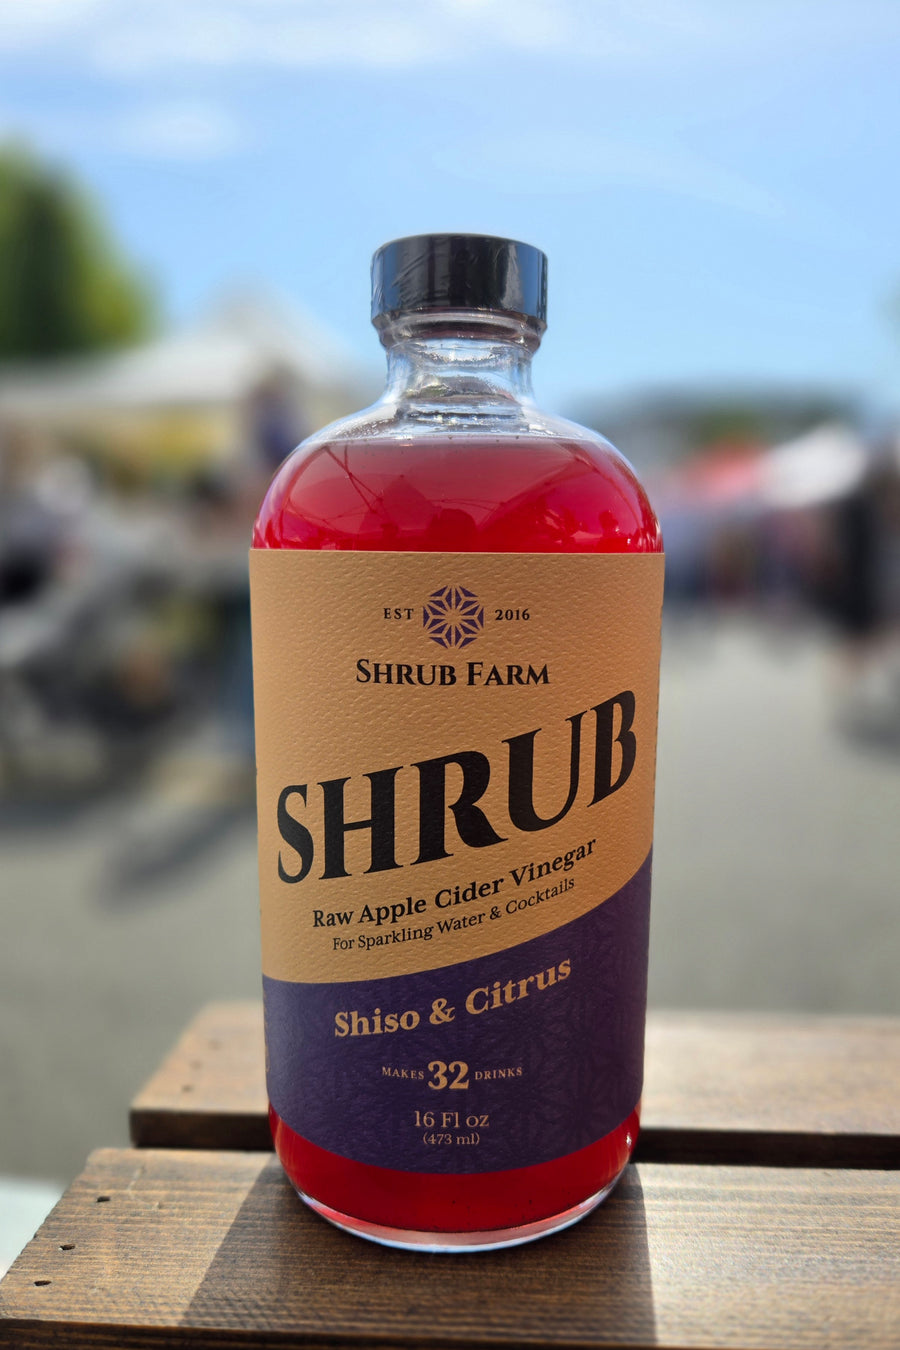 EST 2016
SHRUB FARM
SHRUB
Raw Apple Cider Vinegar
For Sparkling Water & Cocktails
Shiso & Citrus
MAKES 32 DRINKS
16 Fl oz
(473 ml)